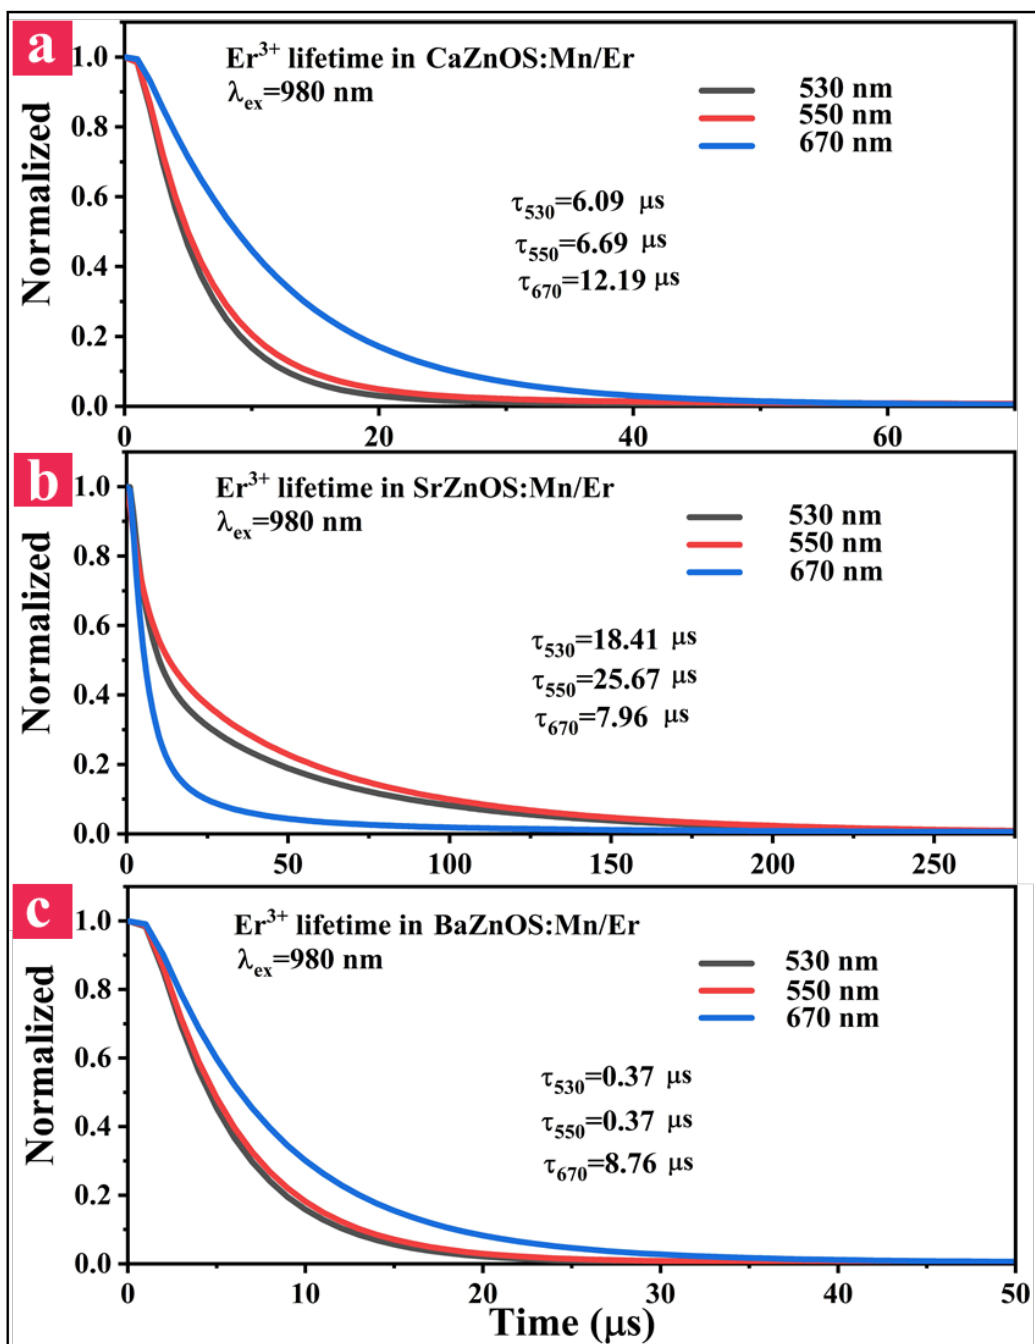 a
Er³⁺ lifetime in CaZnOS:Mn/Er
λex=980 nm
530 nm
550 nm
670 nm
τ530=6.09 μs
τ550=6.69 μs
τ670=12.19 μs
Normalized
1.0
0.8
0.6
0.4
0.2
0.0
0 20 40 60
b
Er³⁺ lifetime in SrZnOS:Mn/Er
λex=980 nm
530 nm
550 nm
670 nm
τ530=18.41 μs
τ550=25.67 μs
τ670=7.96 μs
Normalized
1.0
0.8
0.6
0.4
0.2
0.0
0 50 100 150 200 250
c
Er³⁺ lifetime in BaZnOS:Mn/Er
λex=980 nm
530 nm
550 nm
670 nm
τ530=0.37 μs
τ550=0.37 μs
τ670=8.76 μs
Normalized
1.0
0.8
0.6
0.4
0.2
0.0
0 10 20 30 40 50
Time (μs)